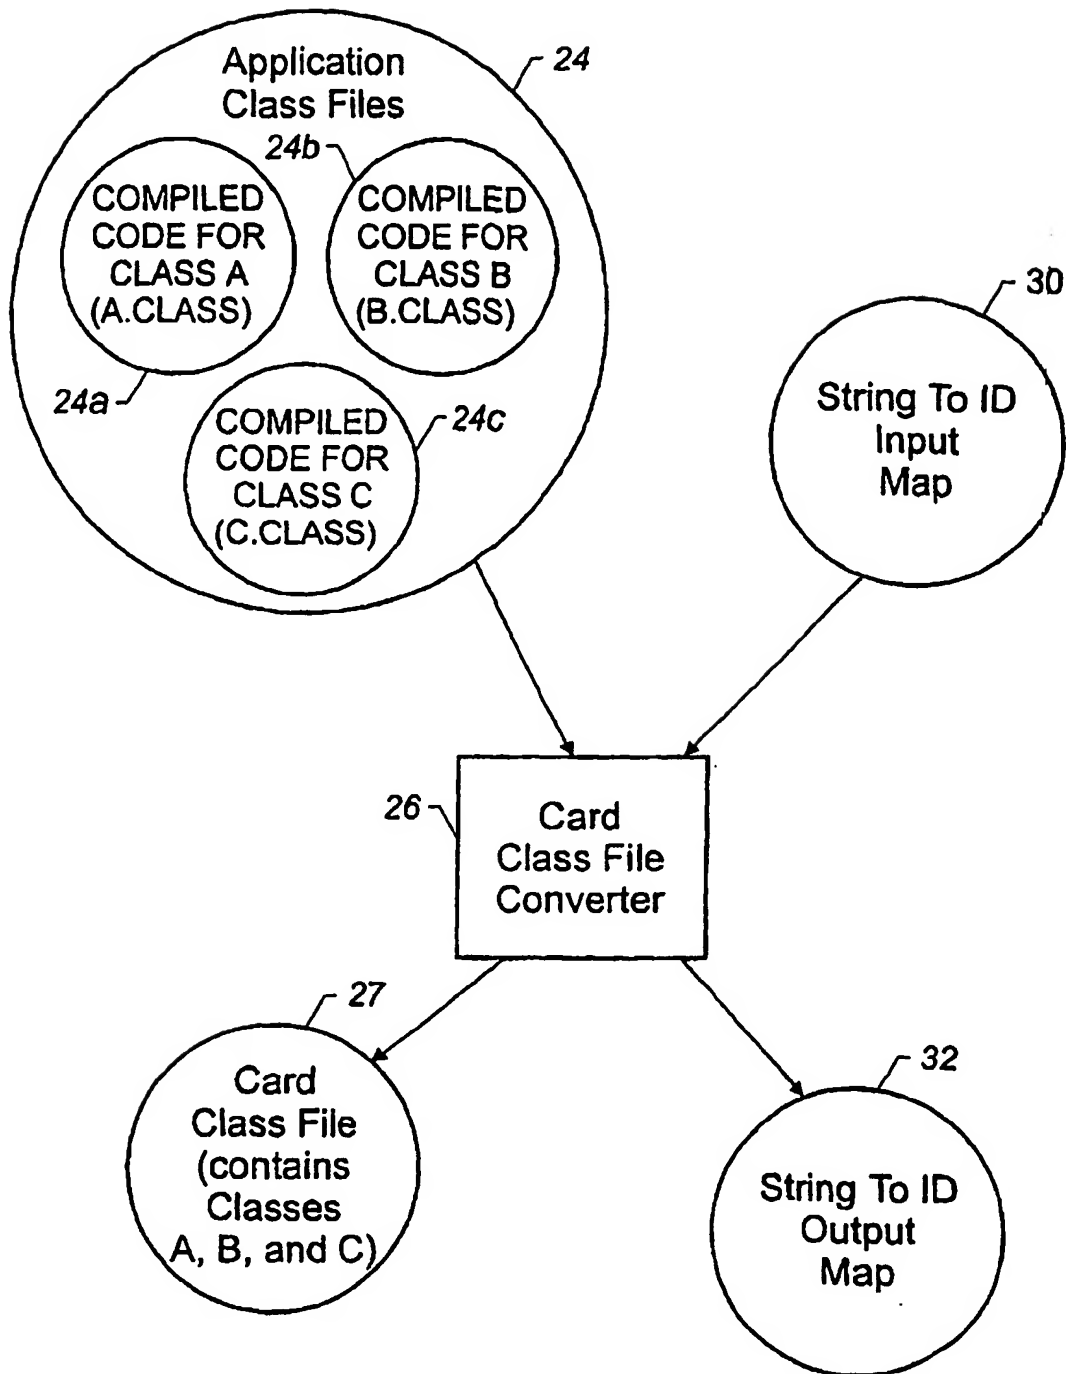 Application
Class Files
24
24b
COMPILED
CODE FOR
CLASS A
(A.CLASS)
COMPILED
CODE FOR
CLASS B
(B.CLASS)
24a
COMPILED
CODE FOR
CLASS C
(C.CLASS)
24c
30
String To ID
Input
Map
26
Card
Class File
Converter
27
Card
Class File
(contains
Classes
A, B, and C)
32
String To ID
Output
Map